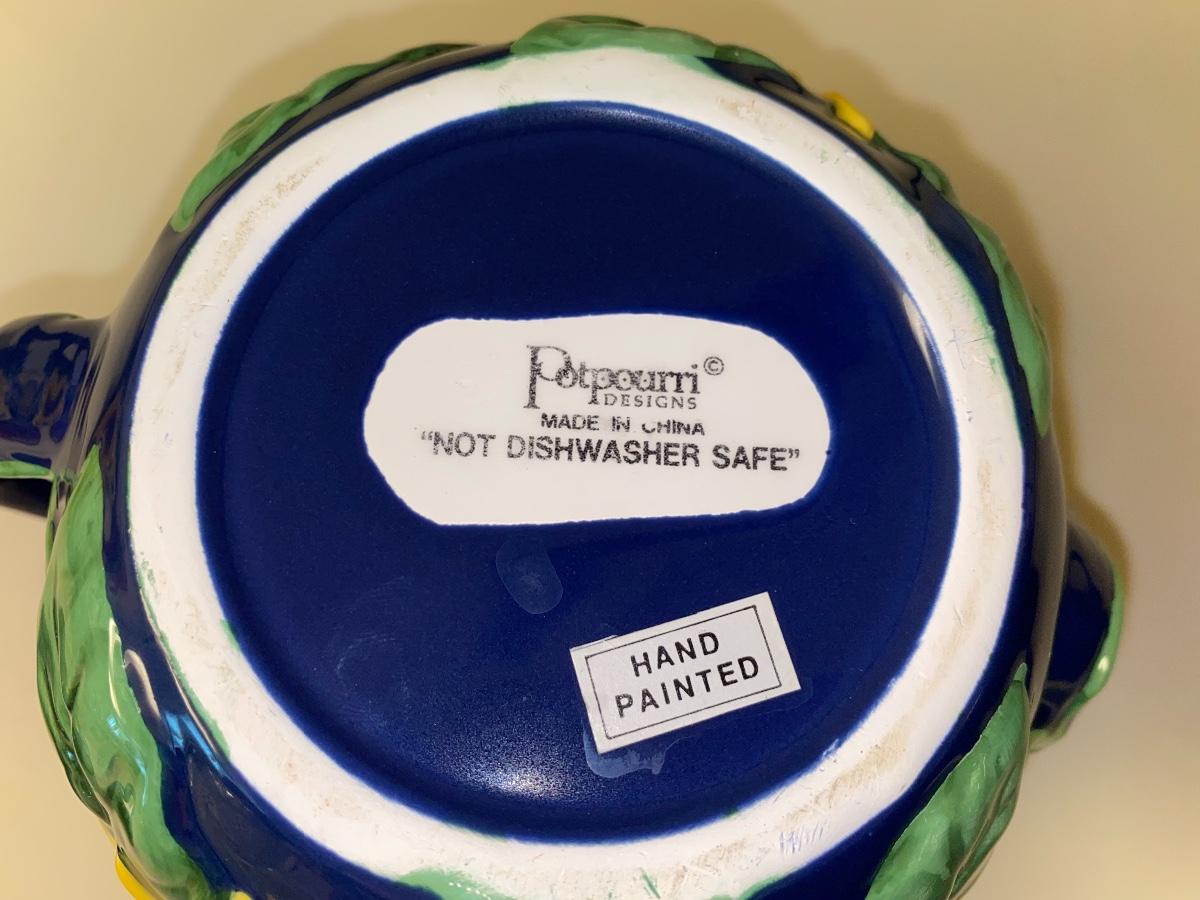 Potpourri©
DESIGNS
MADE IN CHINA
“NOT DISHWASHER SAFE”
HAND
PAINTED